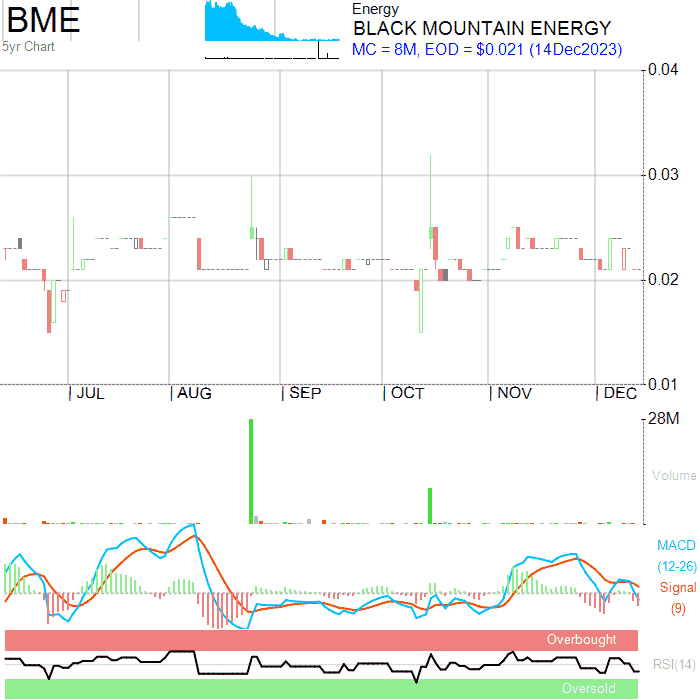 BME
5yr Chart
Energy
BLACK MOUNTAIN ENERGY
MC = 8M, EOD = $0.021 (14Dec2023)
0.04
0.03
0.02
0.01
JUL
AUG
SEP
OCT
NOV
DEC
28M
Volume
MACD
(12-26)
Signal
(9)
Overbought
RSI(14)
Oversold